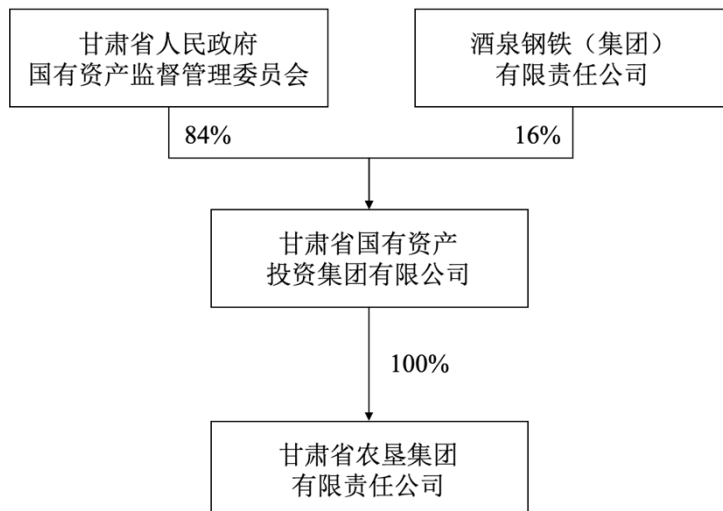 甘肃省人民政府
国有资产监督管理委员会
酒泉钢铁（集团）
有限责任公司
84%
16%
甘肃省国有资产
投资集团有限公司
100%
甘肃省农垦集团
有限责任公司